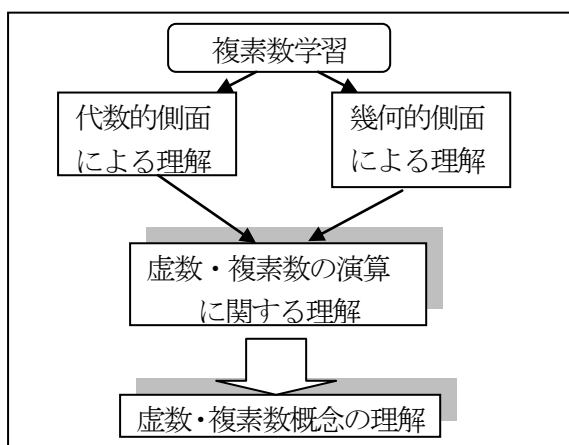 複素数学習
代数的側面
による理解
幾何的側面
による理解
虚数・複素数の演算
に関する理解
虚数・複素数概念の理解